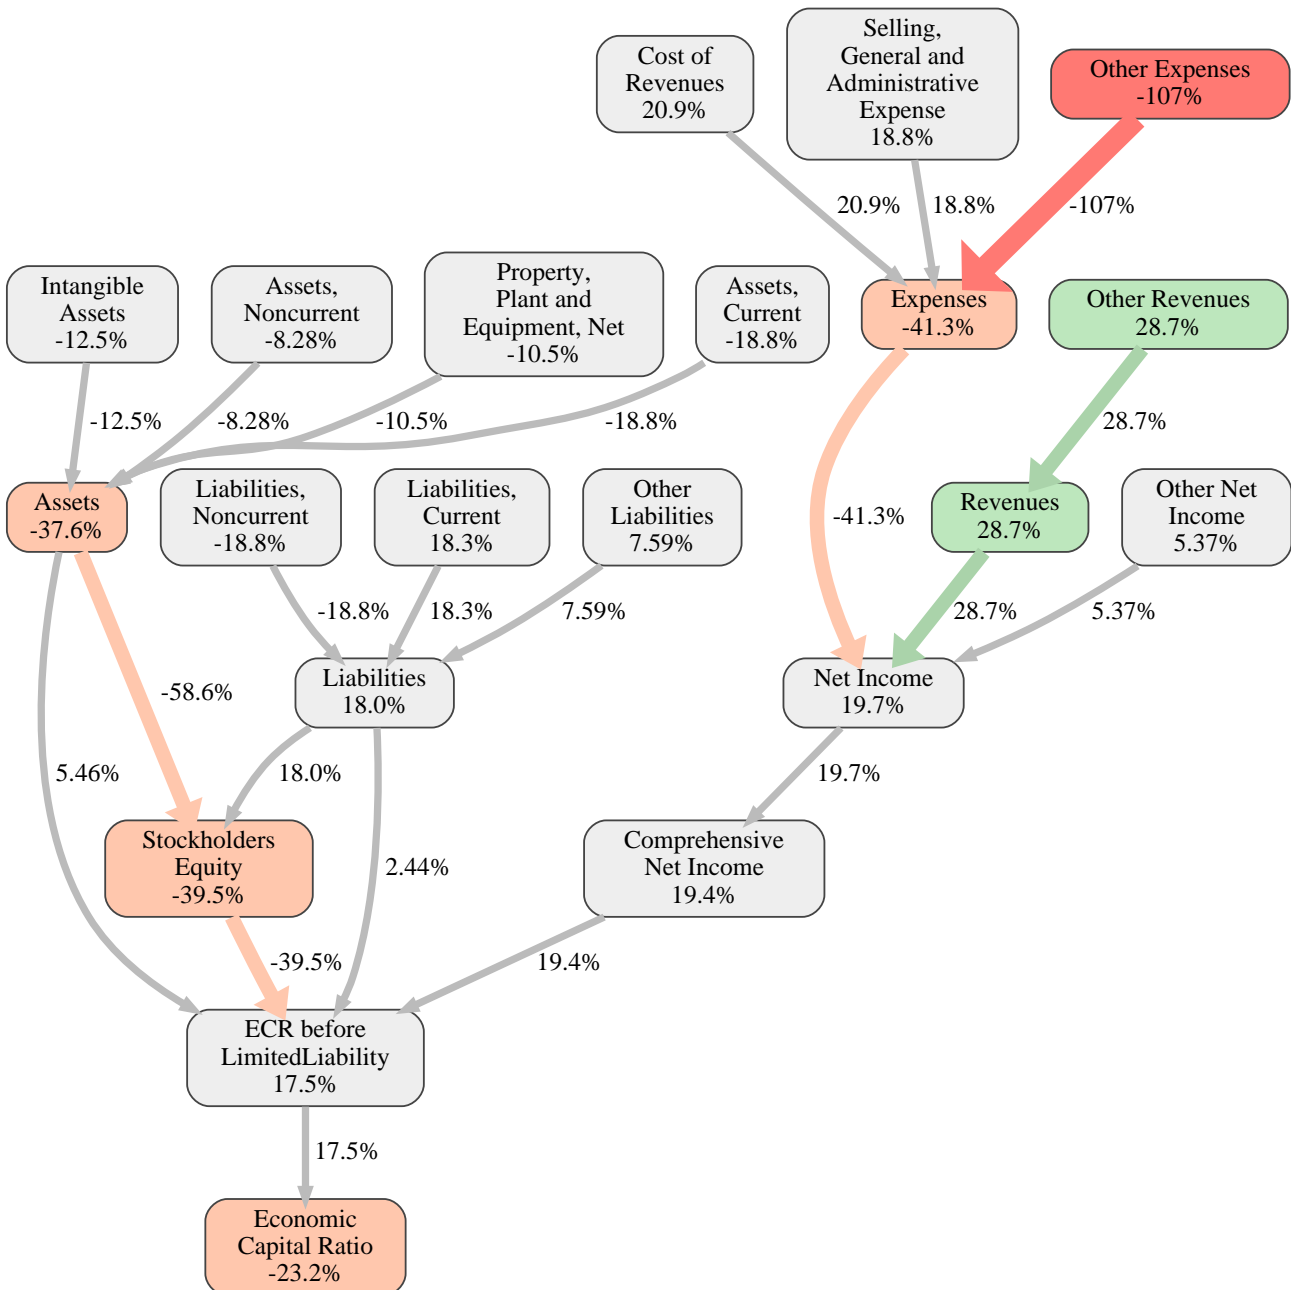 Cost of
Revenues
20.9%
Selling,
General and
Administrative
Expense
18.8%
Other Expenses
-107%
20.9%
18.8%
-107%
Intangible
Assets
-12.5%
Assets,
Noncurrent
-8.28%
Property,
Plant and
Equipment, Net
-10.5%
Assets,
Current
-18.8%
Expenses
-41.3%
Other Revenues
28.7%
-12.5%
-8.28%
-10.5%
-18.8%
28.7%
Assets
-37.6%
Liabilities,
Noncurrent
-18.8%
Liabilities,
Current
18.3%
Other
Liabilities
7.59%
-41.3%
Revenues
28.7%
Other Net
Income
5.37%
-18.8%
18.3%
7.59%
28.7%
5.37%
-58.6%
Liabilities
18.0%
Net Income
19.7%
5.46%
18.0%
19.7%
Stockholders
Equity
-39.5%
2.44%
Comprehensive
Net Income
19.4%
-39.5%
19.4%
ECR before
LimitedLiability
17.5%
17.5%
Economic
Capital Ratio
-23.2%